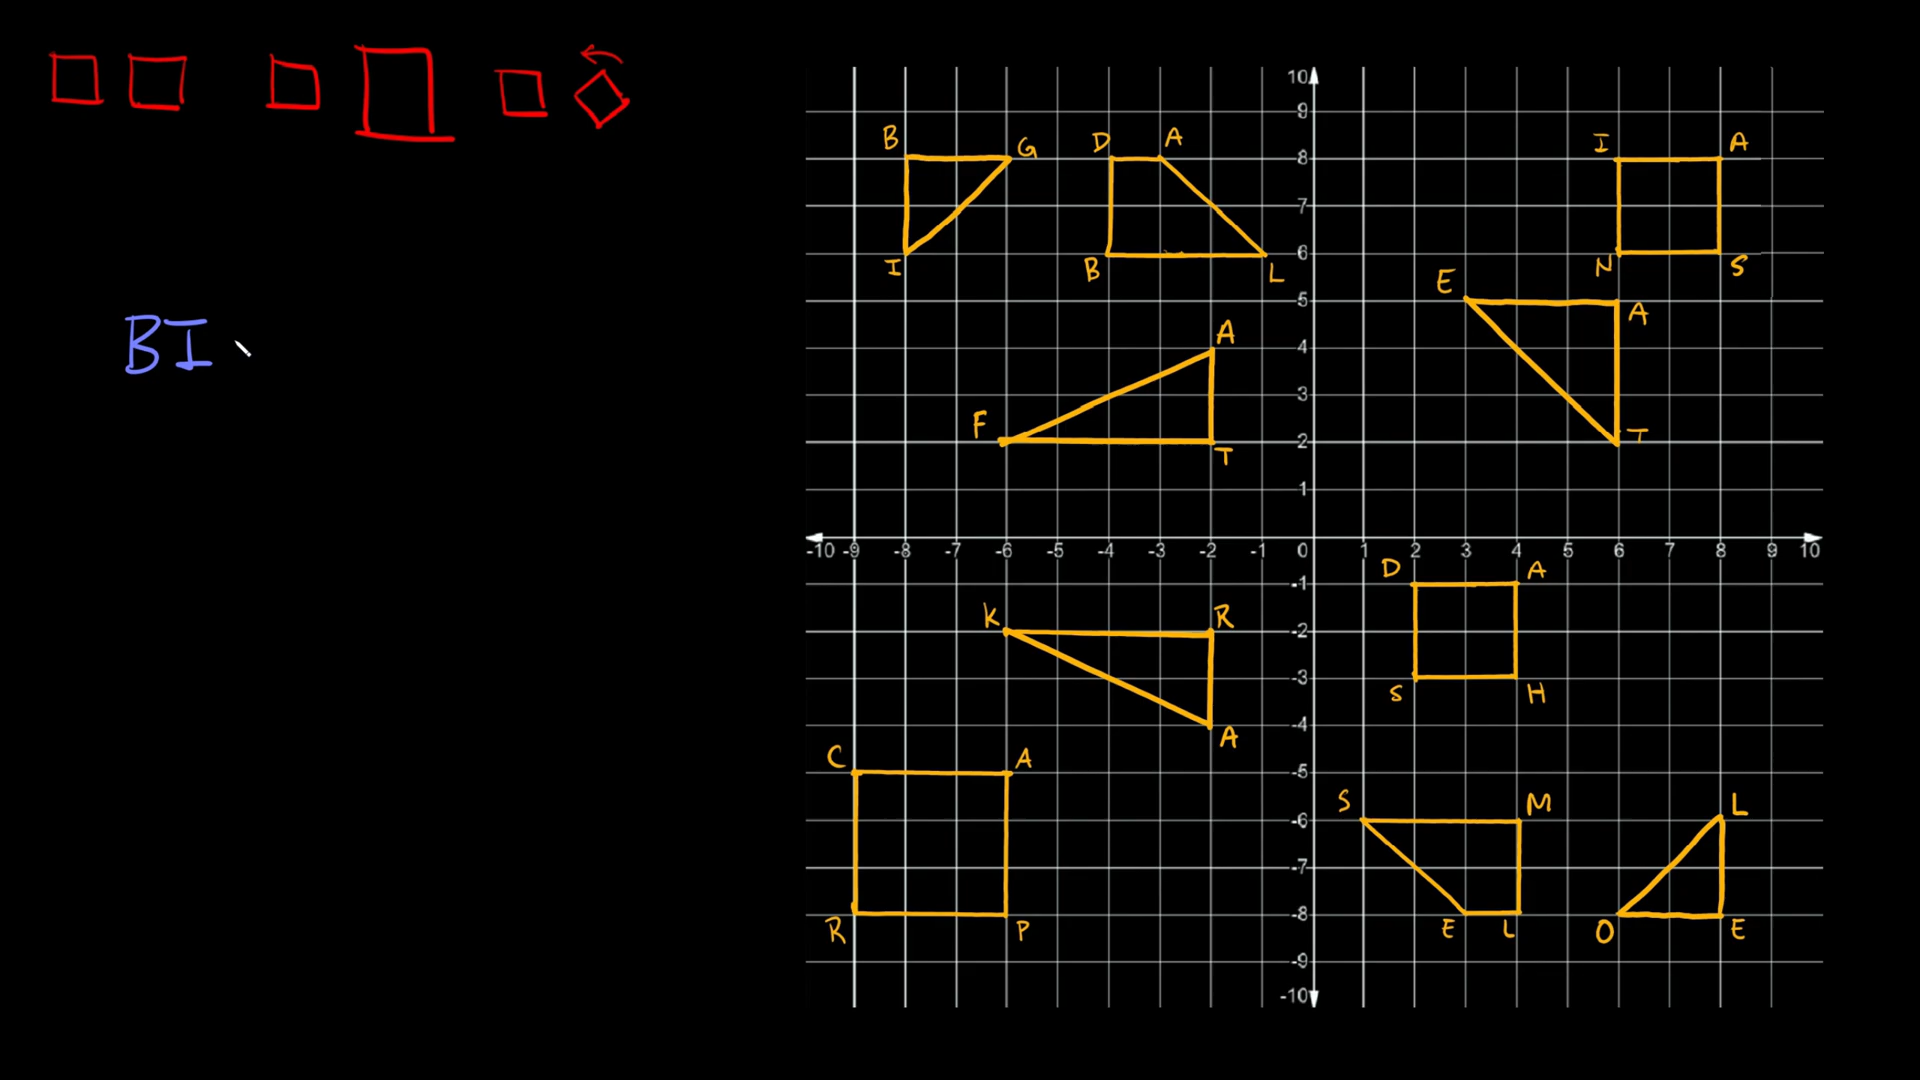 10
9
B G D A I A
8
7
I B L 6 N S
E
5
BI
A A
4
3
F
T
2
T
1
-10 -9 -8 -7 -6 -5 -4 -3 -2 -1 0 1 2 3 4 5 6 7 8 9 10
D A
-1
K R
-2
-3
S H
-4
A
C A
-5
S M L
-6
-7
-8
R P E L O E
-9
-10